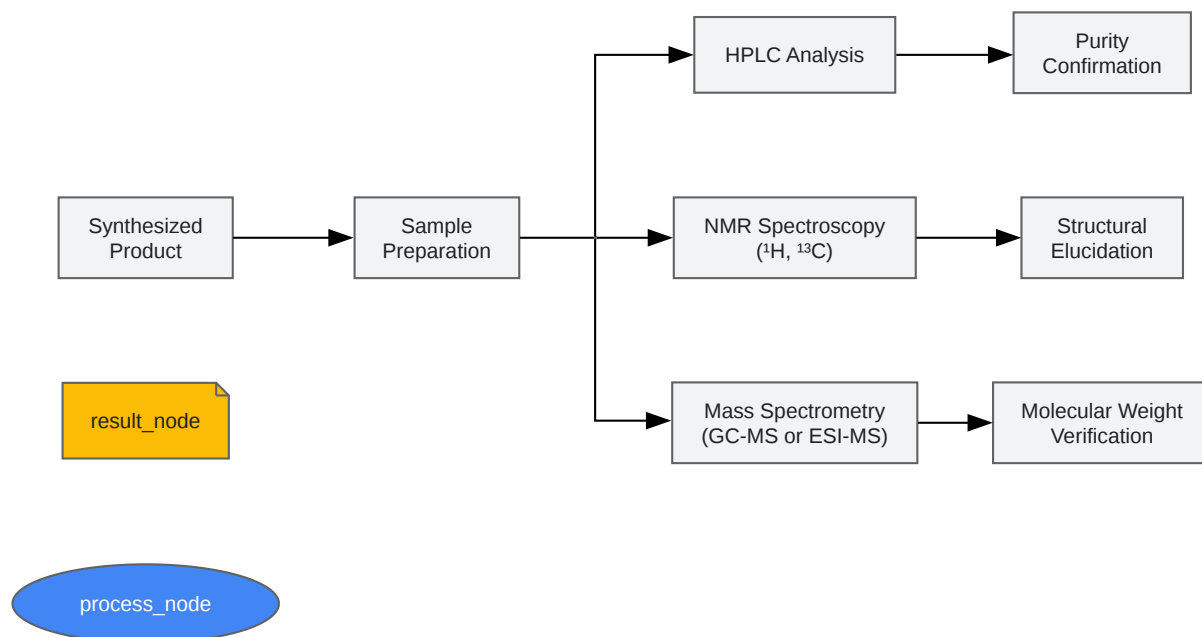 HPLC Analysis
Purity
Confirmation
Synthesized
Product
Sample
Preparation
NMR Spectroscopy
(¹H, ¹³C)
Structural
Elucidation
result_node
Mass Spectrometry
(GC-MS or ESI-MS)
Molecular Weight
Verification
process_node